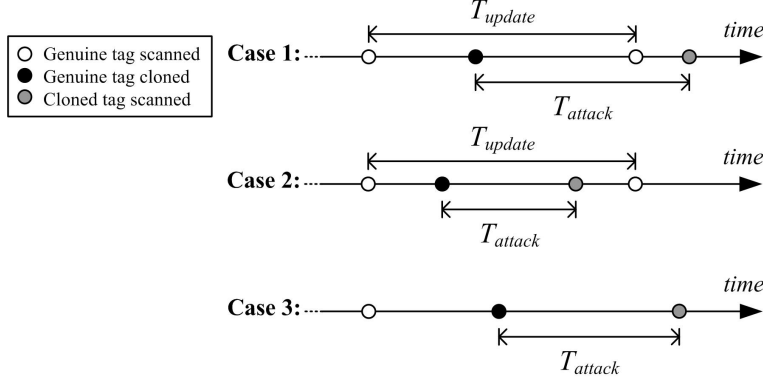 Genuine tag scanned
Genuine tag cloned
Cloned tag scanned
T_update
Case 1: time
T_attack
T_update
Case 2: time
T_attack
Case 3: time
T_attack